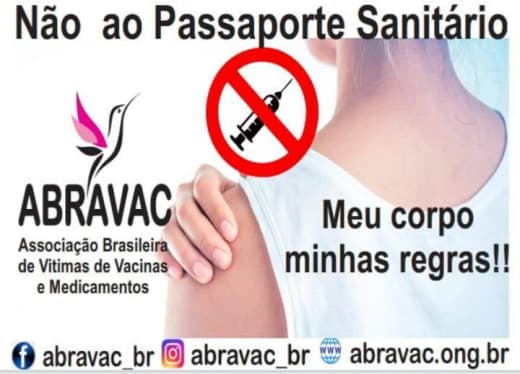 Não ao Passaporte Sanitário
ABRAVAC
Associação Brasileira
de Vitimas de Vacinas
e Medicamentos
Meu corpo
minhas regras!!
abravac_br abravac_br abravac.ong.br